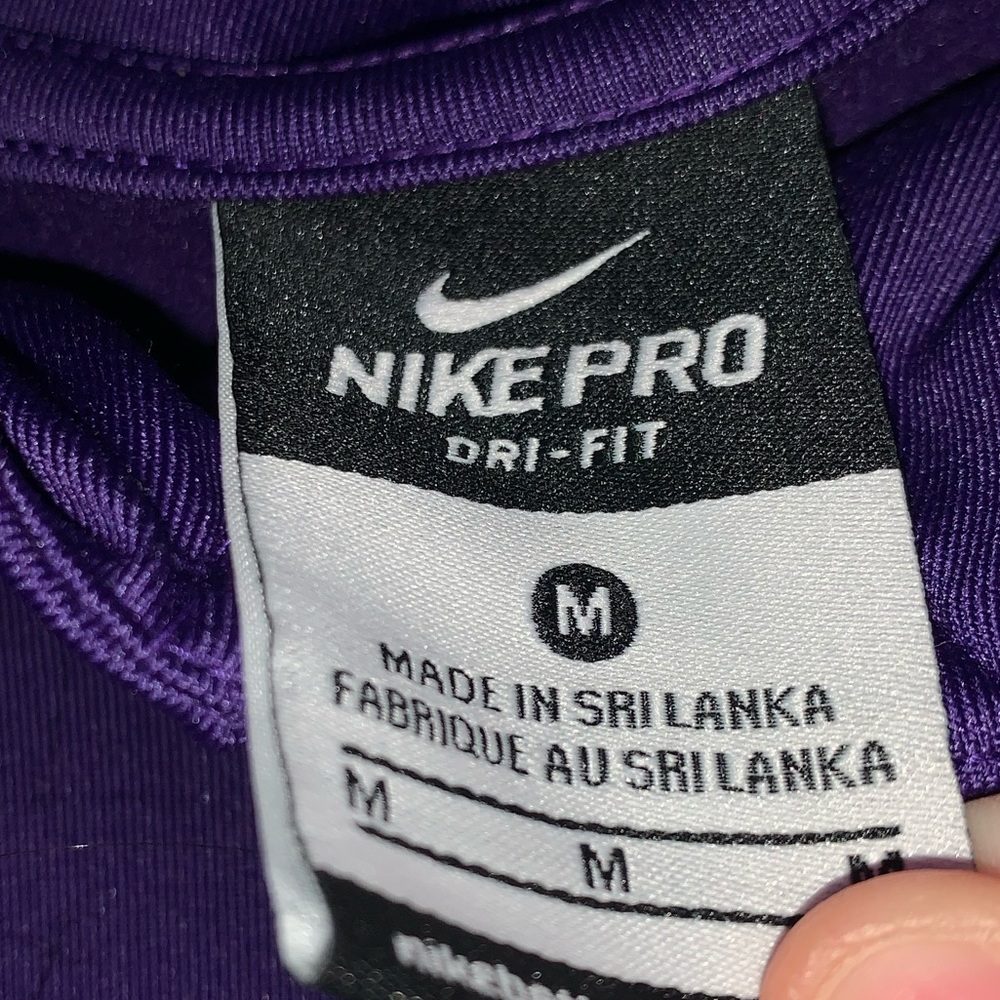 NIKE PRO
DRI-FIT
M
MADE IN SRI LANKA
FABRIQUE AU SRI LANKA
M M M